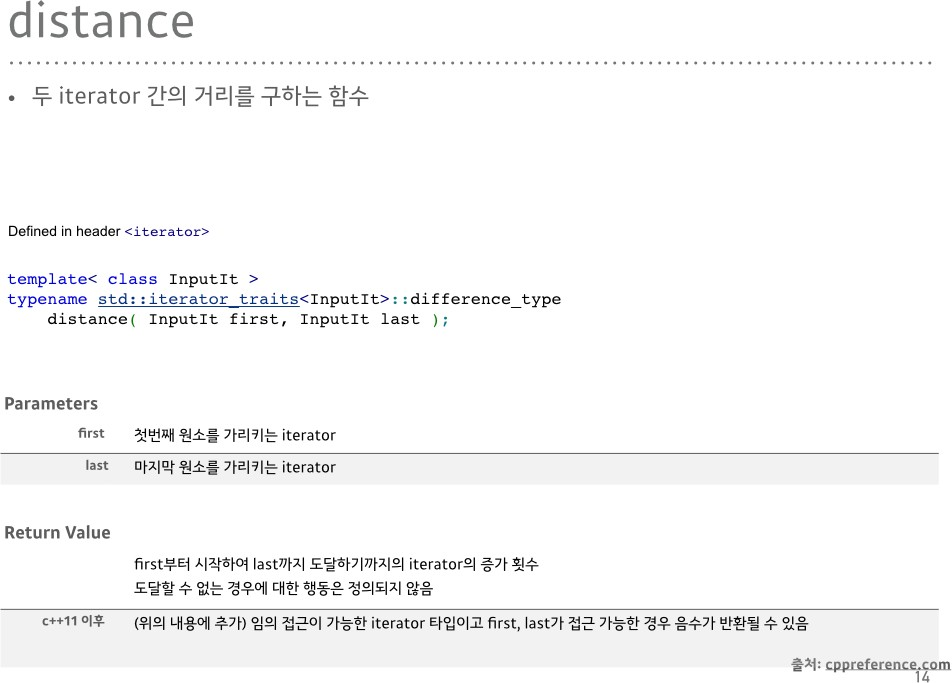 distance
• 두 iterator 간의 거리를 구하는 함수
Defined in header <iterator>
template< class InputIt >
typename std::iterator_traits<InputIt>::difference_type
    distance( InputIt first, InputIt last );
Parameters
first 첫번째 원소를 가리키는 iterator
last 마지막 원소를 가리키는 iterator
Return Value
first부터 시작하여 last까지 도달하기까지의 iterator의 증가 횟수
도달할 수 없는 경우에 대한 행동은 정의되지 않음
c++11 이후 (위의 내용에 추가) 임의 접근이 가능한 iterator 타입이고 first, last가 접근 가능한 경우 음수가 반환될 수 있음
출처: cppreference.com
14